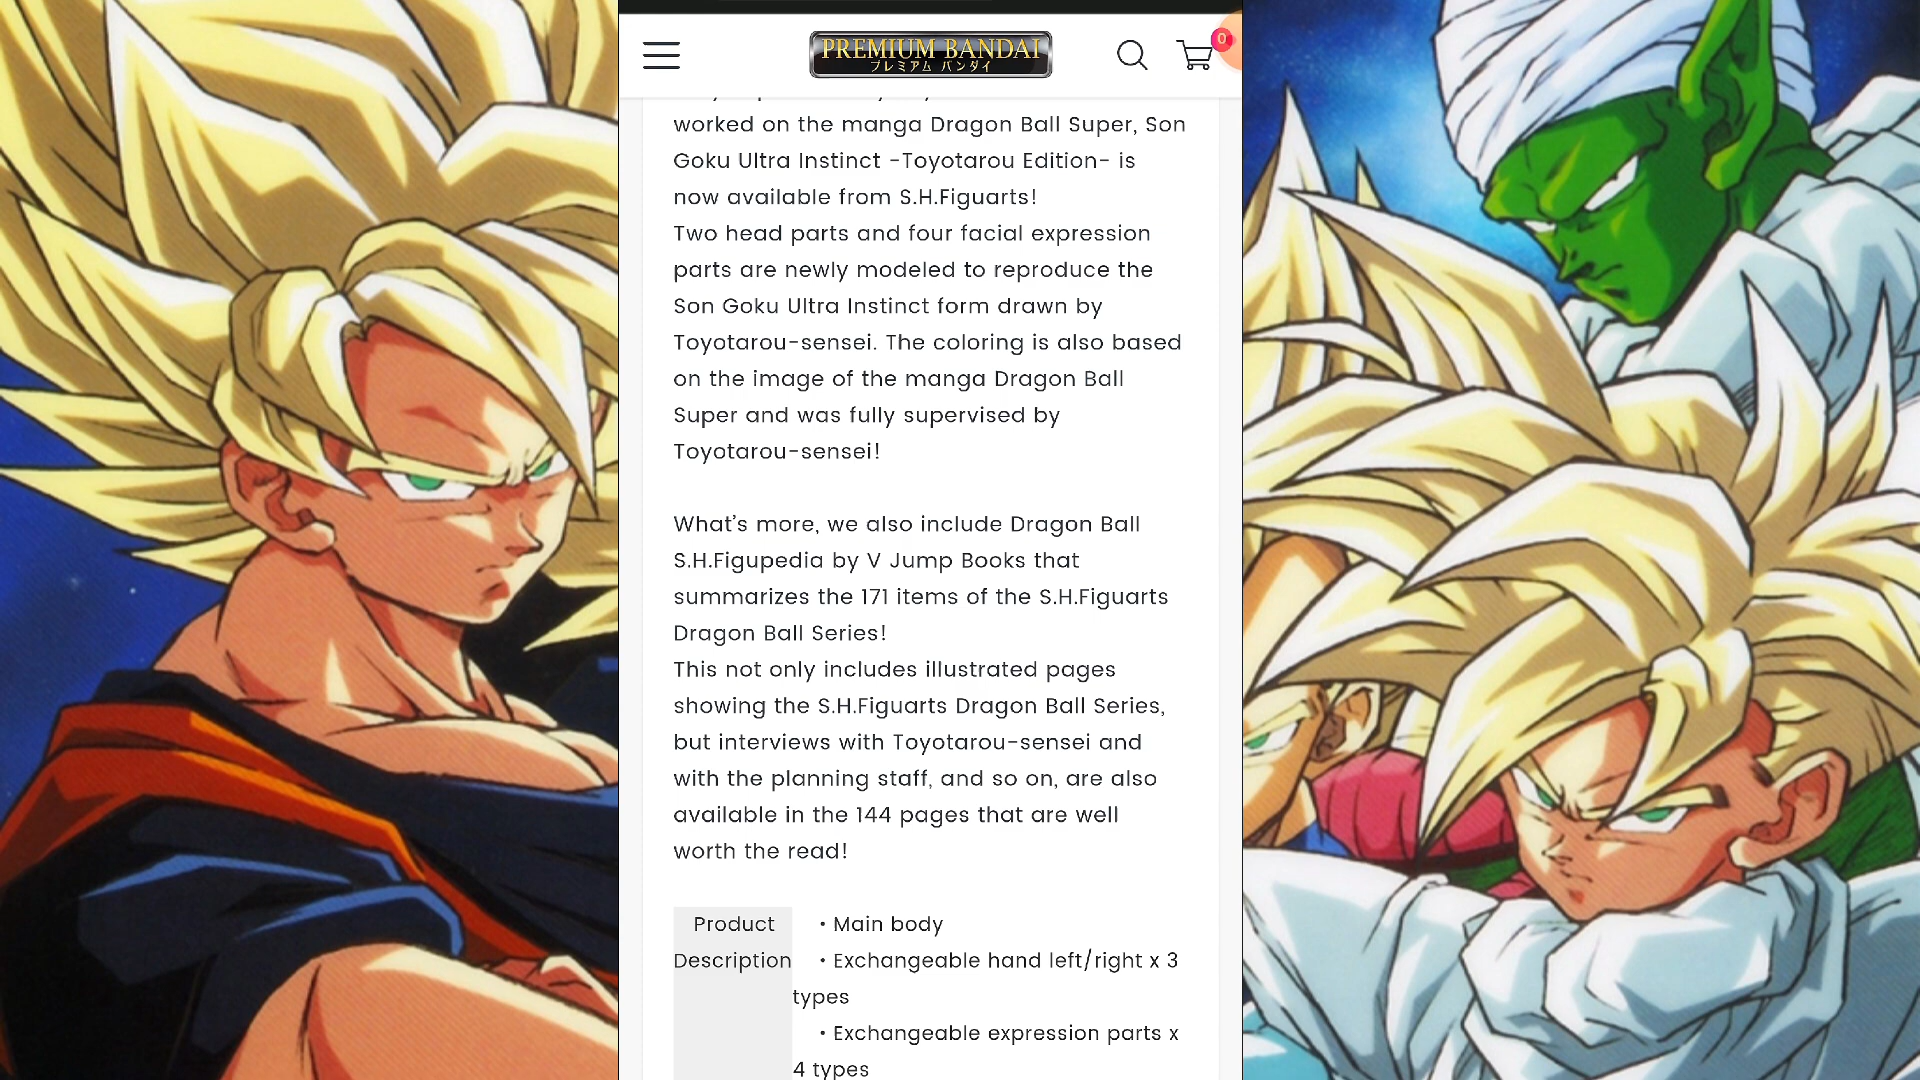 PREMIUM BANDAI
プレミアム バンダイ
0
worked on the manga Dragon Ball Super, Son
Goku Ultra Instinct -Toyotarou Edition- is
now available from S.H.Figuarts!
Two head parts and four facial expression
parts are newly modeled to reproduce the
Son Goku Ultra Instinct form drawn by
Toyotarou-sensei. The coloring is also based
on the image of the manga Dragon Ball
Super and was fully supervised by
Toyotarou-sensei!
What's more, we also include Dragon Ball
S.H.Figupedia by V Jump Books that
summarizes the 171 items of the S.H.Figuarts
Dragon Ball Series!
This not only includes illustrated pages
showing the S.H.Figuarts Dragon Ball Series,
but interviews with Toyotarou-sensei and
with the planning staff, and so on, are also
available in the 144 pages that are well
worth the read!
Product
Description
・Main body
・Exchangeable hand left/right x 3
types
・Exchangeable expression parts x
4 types